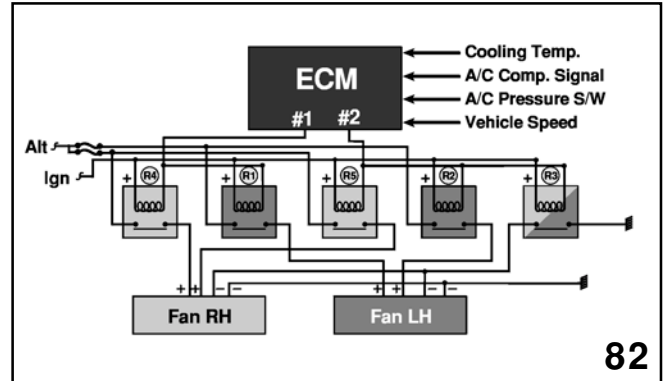 ECM
#1 #2
Cooling Temp.
A/C Comp. Signal
A/C Pressure S/W
Vehicle Speed
Alt
Ign
+ R4 + R1 + R5 + R2 + R3
+ + - - + + - -
Fan RH Fan LH
82